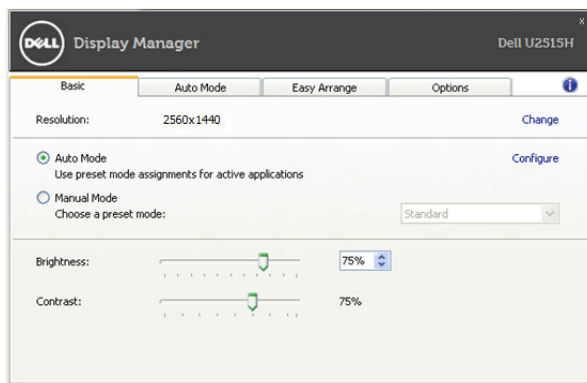 DELL Display Manager Dell U2515H
Basic Auto Mode Easy Arrange Options
Resolution: 2560x1440 Change
Auto Mode Configure
Use preset mode assignments for active applications
Manual Mode
Choose a preset mode: Standard
Brightness: 75%
Contrast: 75%